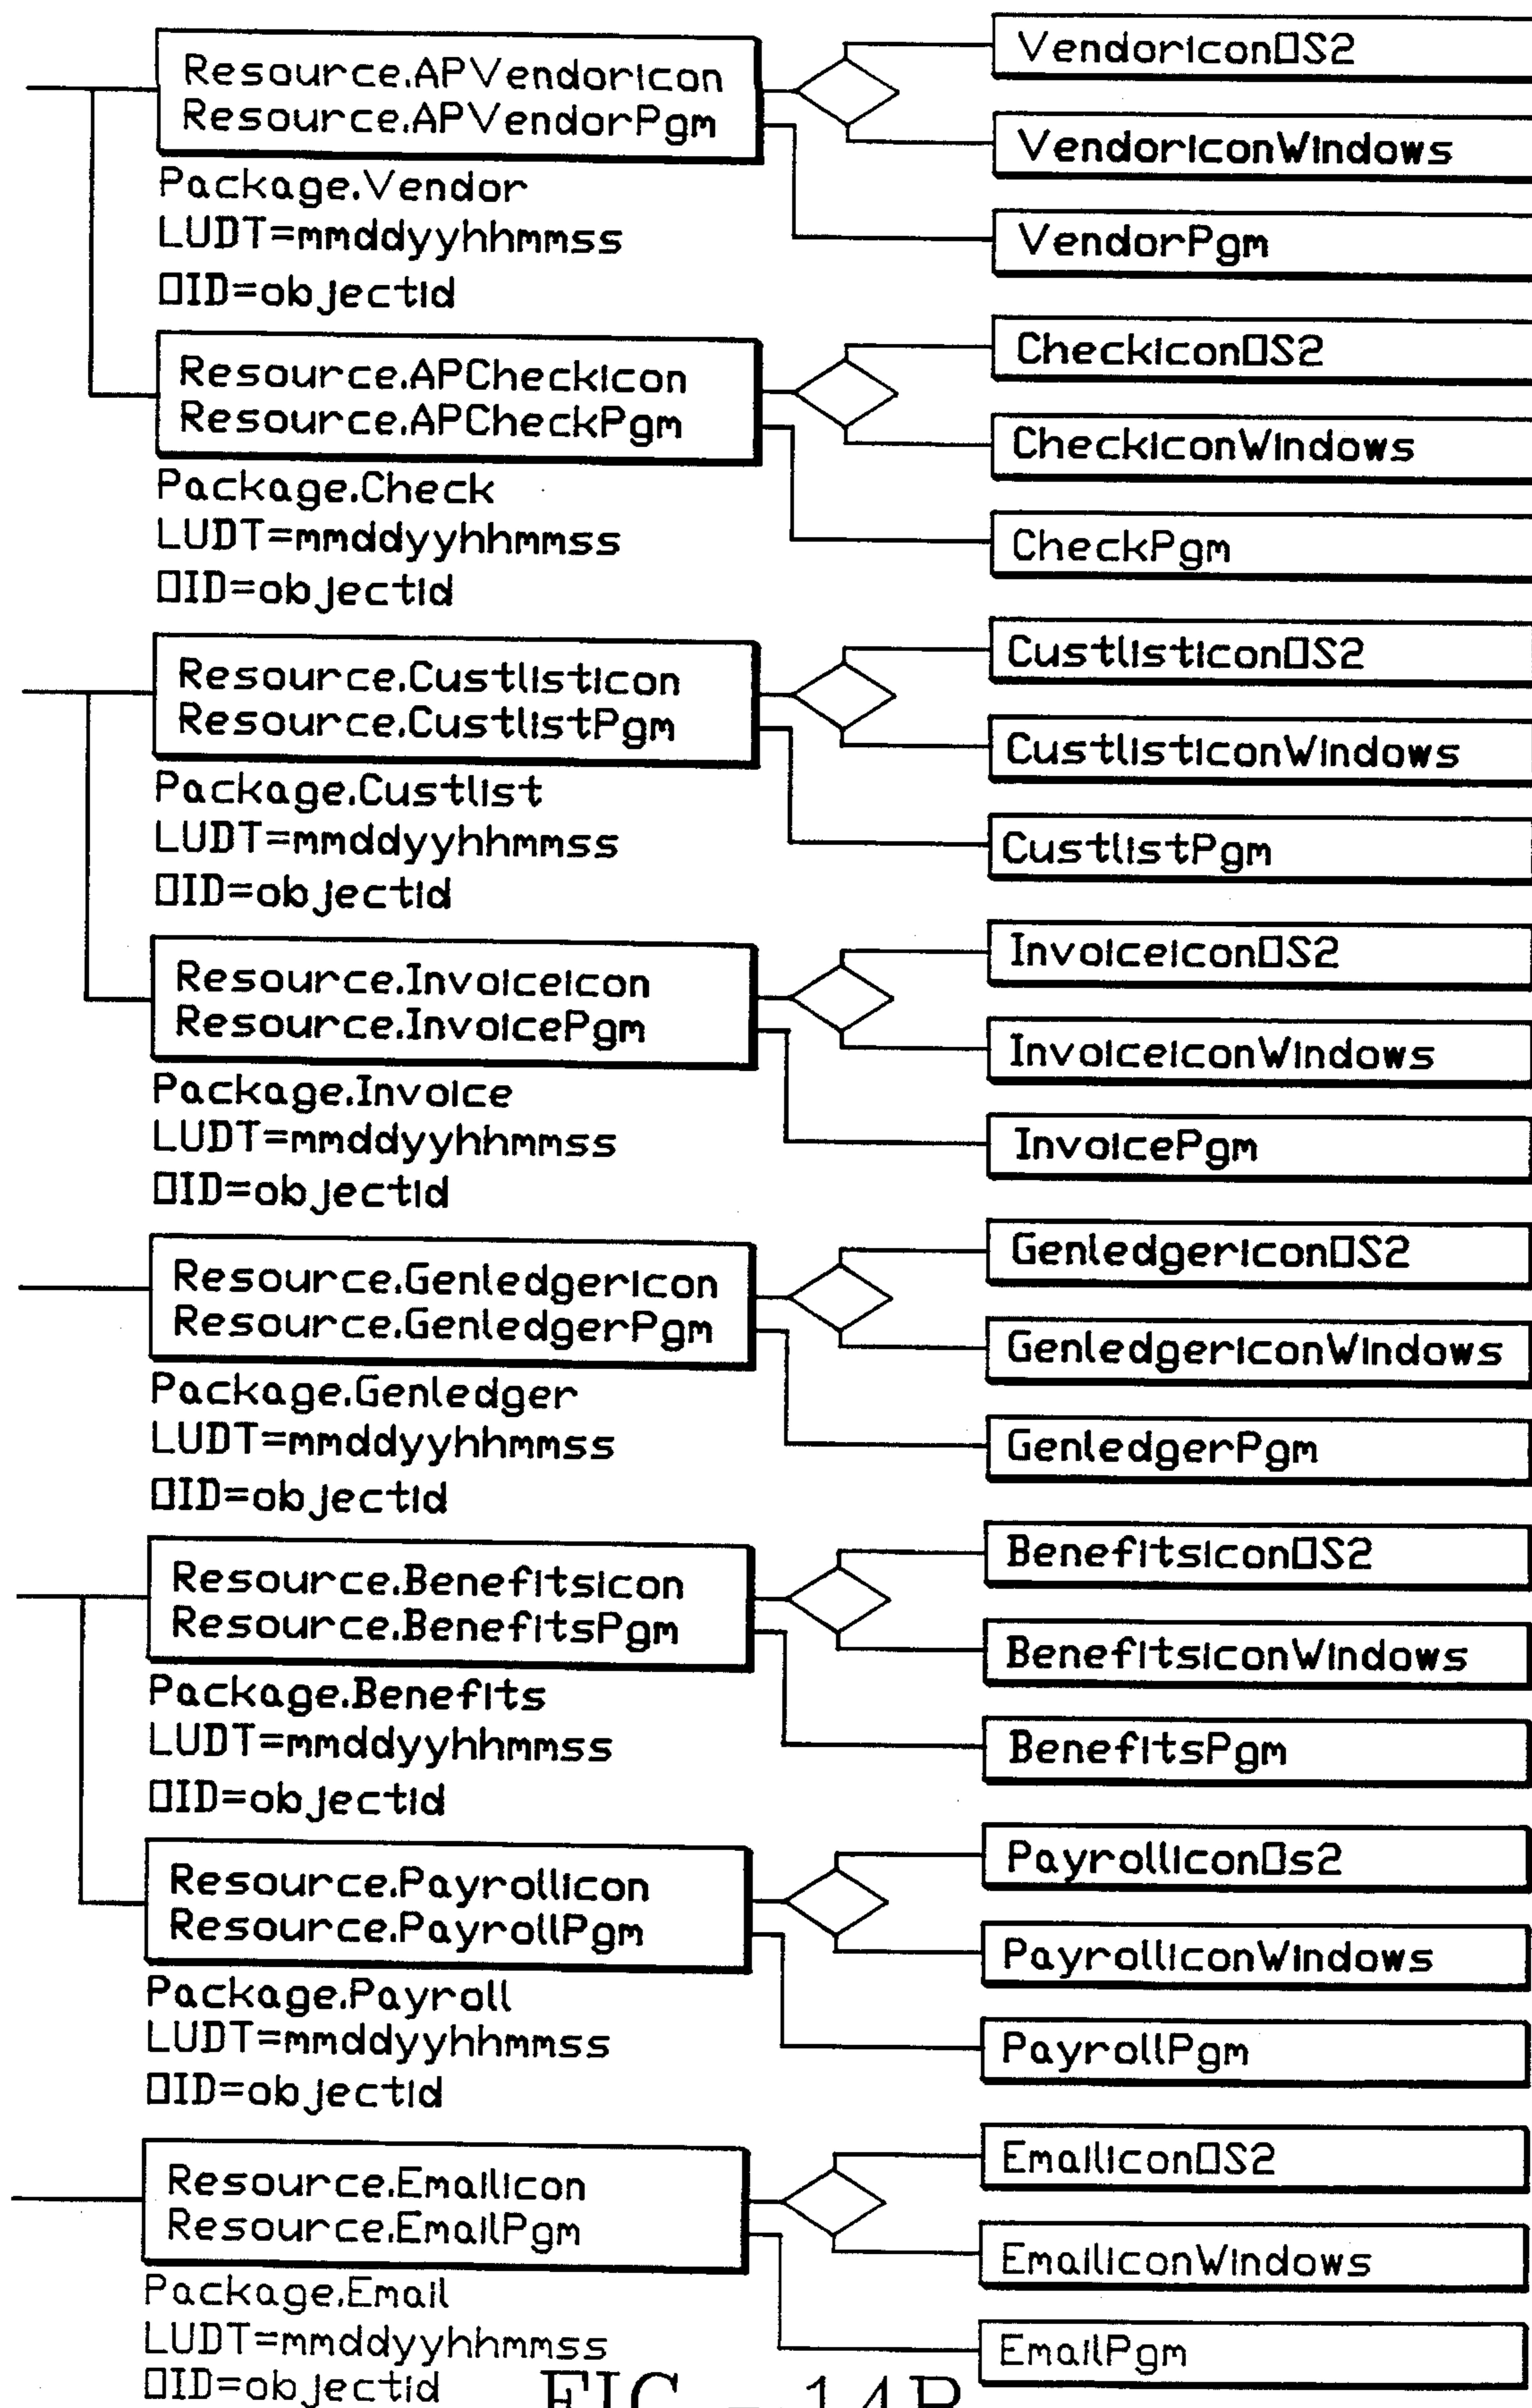 Resource.APVendorIcon
Resource.APVendorPgm
Package.Vendor
LUDT=mmddyyhhmmss
OID=objectid
VendorIconOS2
VendorIconWindows
VendorPgm
Resource.APCheckIcon
Resource.APCheckPgm
Package.Check
LUDT=mmddyyhhmmss
OID=objectid
CheckIconOS2
CheckIconWindows
CheckPgm
Resource.CustlistIcon
Resource.CustlistPgm
Package.Custlist
LUDT=mmddyyhhmmss
OID=objectid
CustlistIconOS2
CustlistIconWindows
CustlistPgm
Resource.InvoiceIcon
Resource.InvoicePgm
Package.Invoice
LUDT=mmddyyhhmmss
OID=objectid
InvoiceIconOS2
InvoiceIconWindows
InvoicePgm
Resource.GenledgerIcon
Resource.GenledgerPgm
Package.Genledger
LUDT=mmddyyhhmmss
OID=objectid
GenledgerIconOS2
GenledgerIconWindows
GenledgerPgm
Resource.BenefitsIcon
Resource.BenefitsPgm
Package.Benefits
LUDT=mmddyyhhmmss
OID=objectid
BenefitsIconOS2
BenefitsIconWindows
BenefitsPgm
Resource.PayrollIcon
Resource.PayrollPgm
Package.Payroll
LUDT=mmddyyhhmmss
OID=objectid
PayrollIconOs2
PayrollIconWindows
PayrollPgm
Resource.EmailIcon
Resource.EmailPgm
Package.Email
LUDT=mmddyyhhmmss
OID=objectid
EmailIconOS2
EmailIconWindows
EmailPgm
FIG - 14B